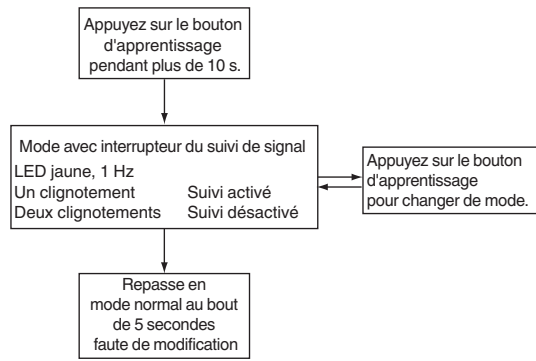 Appuyez sur le bouton
d'apprentissage
pendant plus de 10 s.
Mode avec interrupteur du suivi de signal
LED jaune, 1 Hz
Un clignotement Suivi activé
Deux clignotements Suivi désactivé
Appuyez sur le bouton
d'apprentissage
pour changer de mode.
Repasse en
mode normal au bout
de 5 secondes
faute de modification